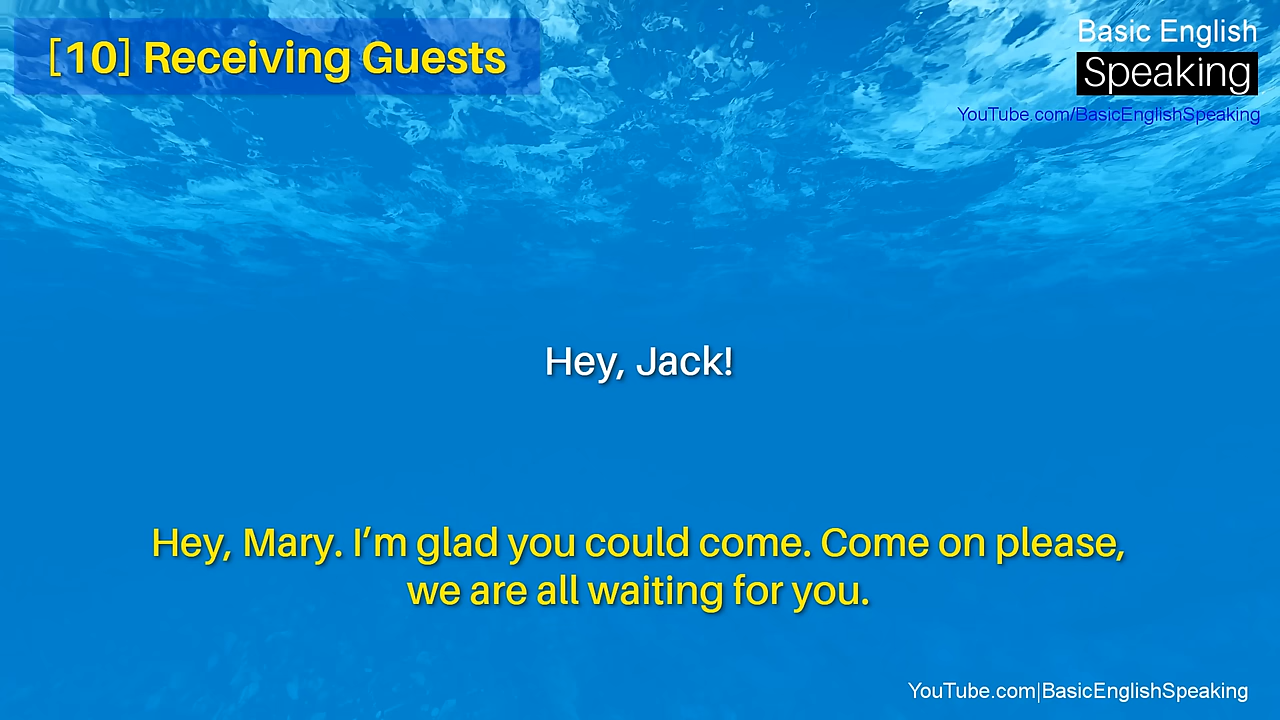 [10] Receiving Guests
Basic English
Speaking
YouTube.com/BasicEnglishSpeaking
Hey, Jack!
Hey, Mary. I’m glad you could come. Come on please,
we are all waiting for you.
YouTube.com|BasicEnglishSpeaking